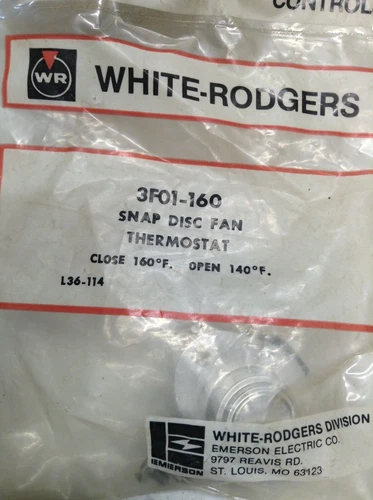 CONTROL
WR
WHITE-RODGERS
3F01-160
SNAP DISC FAN
THERMOSTAT
CLOSE 160°F. OPEN 140°F.
L36-114
EMERSON
WHITE-RODGERS DIVISION
EMERSON ELECTRIC CO.
9797 REAVIS RD.
ST. LOUIS, MO 63123